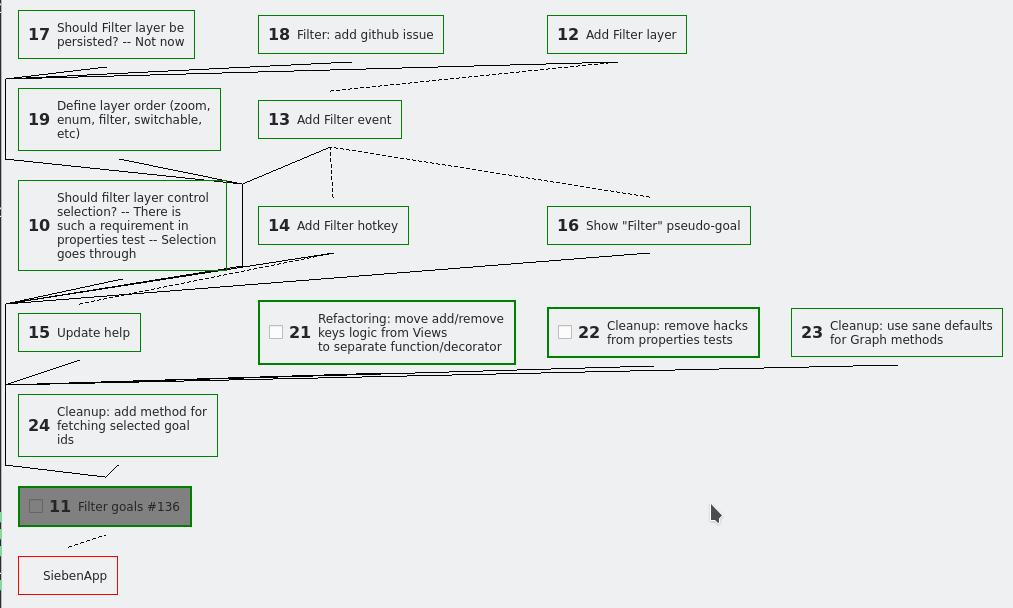 17 Should Filter layer be
persisted? -- Not now
18 Filter: add github issue
12 Add Filter layer
19 Define layer order (zoom,
enum, filter, switchable,
etc)
13 Add Filter event
10 Should filter layer control
selection? -- There is
such a requirement in
properties test -- Selection
goes through
14 Add Filter hotkey
16 Show "Filter" pseudo-goal
15 Update help
21 Refactoring: move add/remove
keys logic from Views
to separate function/decorator
22 Cleanup: remove hacks
from properties tests
23 Cleanup: use sane defaults
for Graph methods
24 Cleanup: add method for
fetching selected goal
ids
11 Filter goals #136
SiebenApp